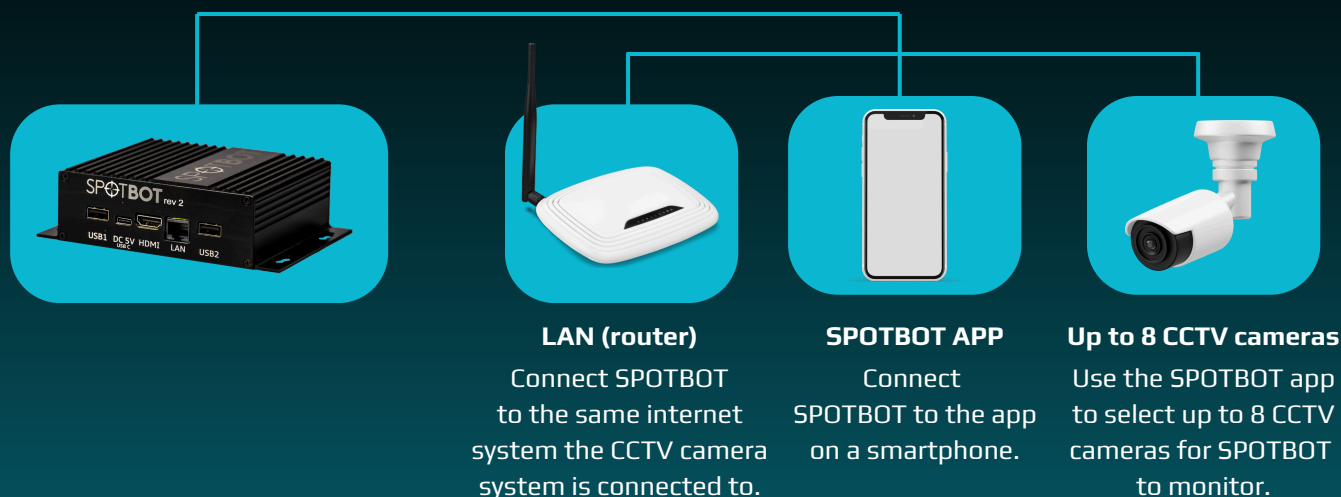 SPOTBOT
SPOTBOT rev 2
USB1 DC 5V HDMI LAN USB2
USB C
LAN (router)
Connect SPOTBOT
to the same internet
system the CCTV camera
system is connected to.
SPOTBOT APP
Connect
SPOTBOT to the app
on a smartphone.
Up to 8 CCTV cameras
Use the SPOTBOT app
to select up to 8 CCTV
cameras for SPOTBOT
to monitor.